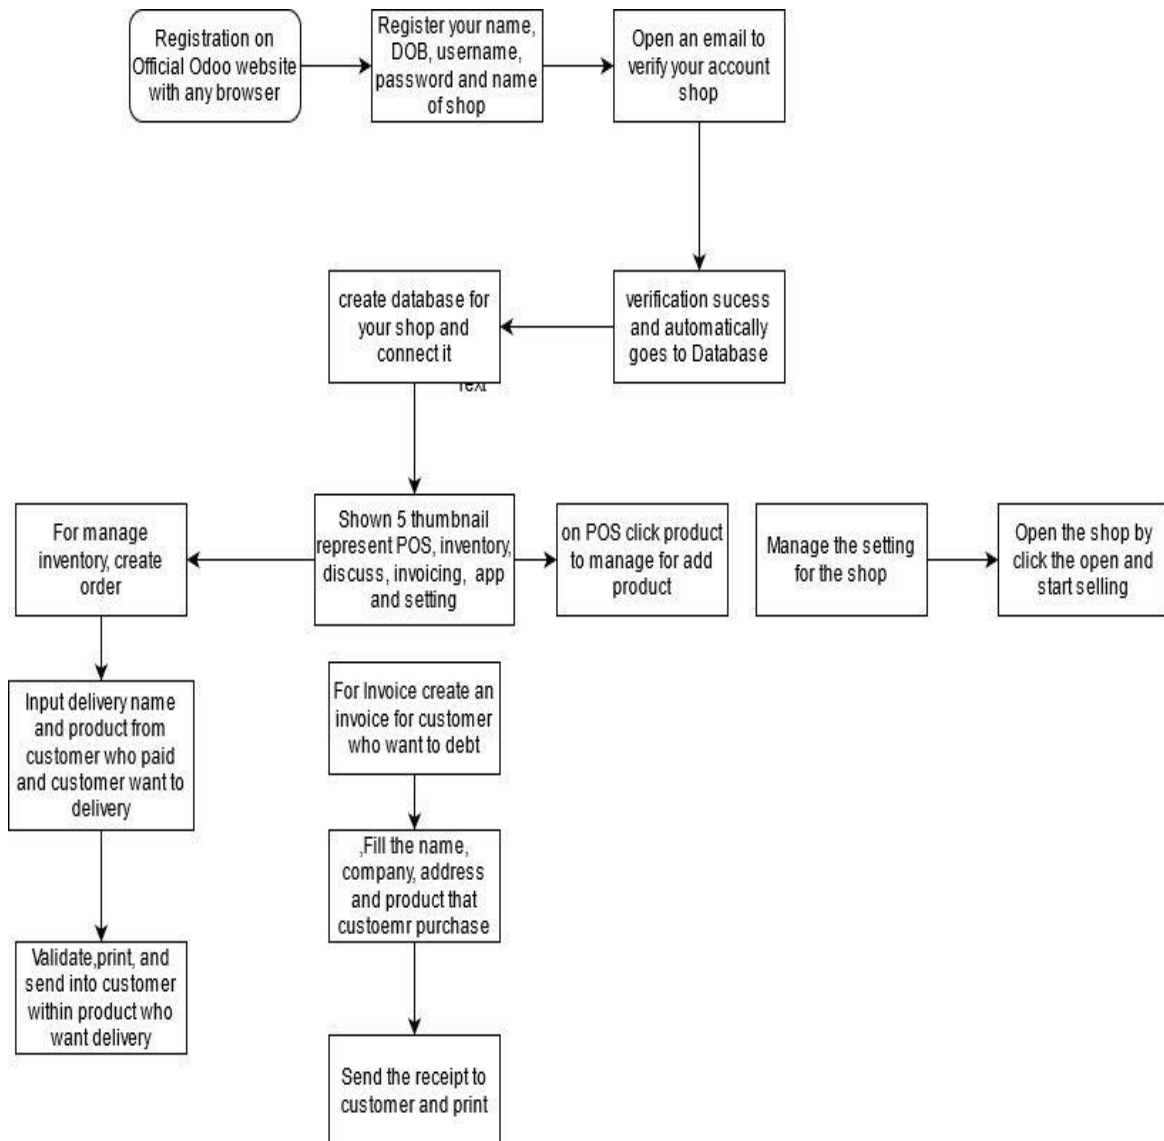 Registration on
Official Odoo website
with any browser
Register your name,
DOB, username,
password and name
of shop
Open an email to
verify your account
shop
create database for
your shop and
connect it
Text
verification sucess
and automatically
goes to Database
For manage
inventory, create
order
Shown 5 thumbnail
represent POS, inventory,
discuss, invoicing, app
and setting
on POS click product
to manage for add
product
Manage the setting
for the shop
Open the shop by
click the open and
start selling
Input delivery name
and product from
customer who paid
and customer want to
delivery
For Invoice create an
invoice for customer
who want to debt
,Fill the name,
company, address
and product that
custoemr purchase
Validate,print, and
send into customer
within product who
want delivery
Send the receipt to
customer and print